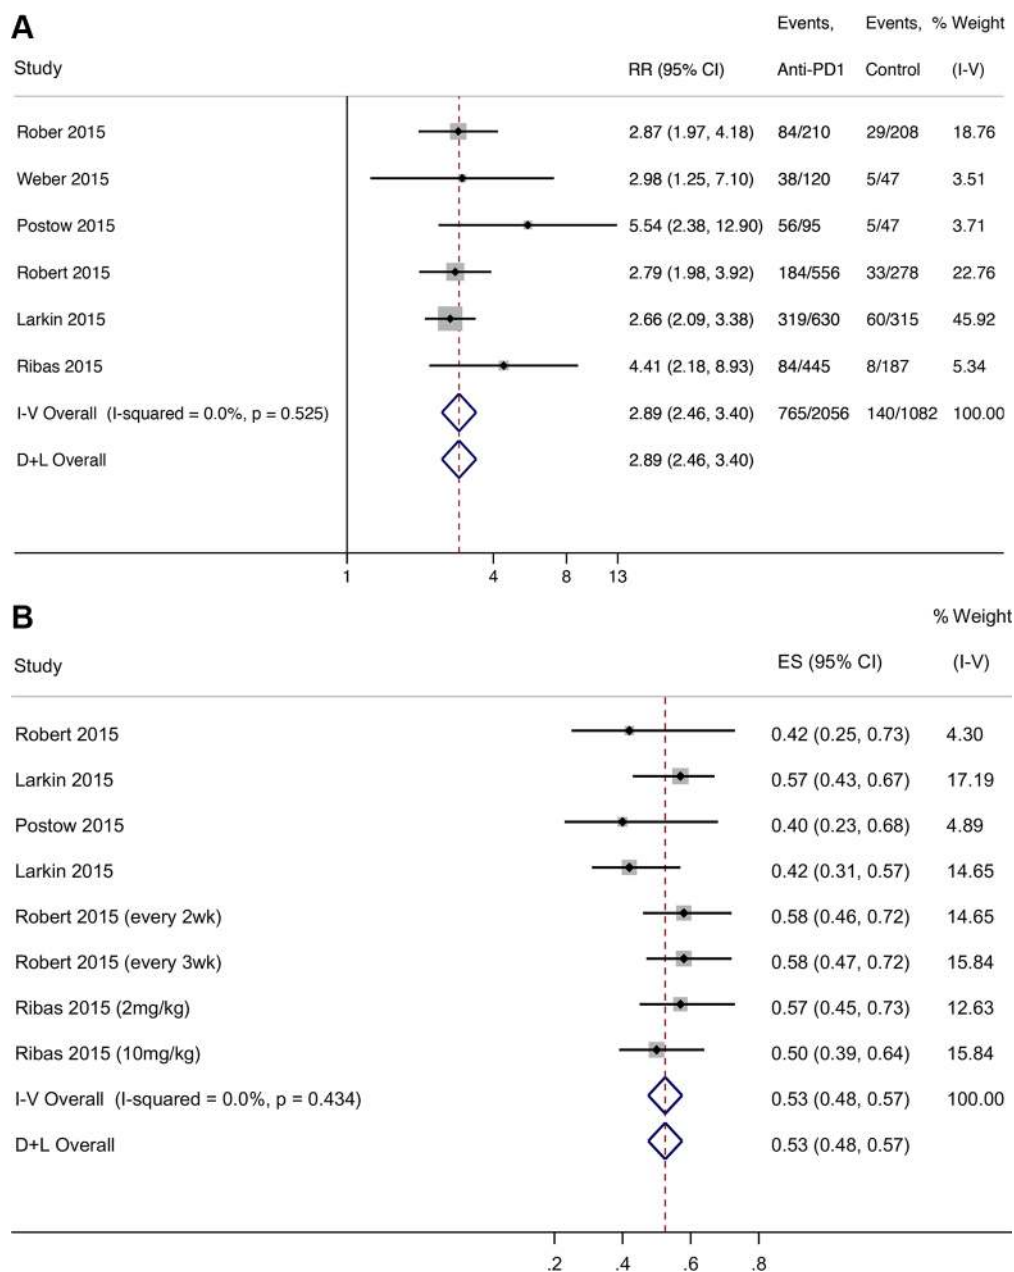 A
Events, Events, % Weight
Study RR (95% CI) Anti-PD1 Control (I-V)
Rober 2015 2.87 (1.97, 4.18) 84/210 29/208 18.76
Weber 2015 2.98 (1.25, 7.10) 38/120 5/47 3.51
Postow 2015 5.54 (2.38, 12.90) 56/95 5/47 3.71
Robert 2015 2.79 (1.98, 3.92) 184/556 33/278 22.76
Larkin 2015 2.66 (2.09, 3.38) 319/630 60/315 45.92
Ribas 2015 4.41 (2.18, 8.93) 84/445 8/187 5.34
I-V Overall (I-squared = 0.0%, p = 0.525) 2.89 (2.46, 3.40) 765/2056 140/1082 100.00
D+L Overall 2.89 (2.46, 3.40)
1 4 8 13
B
% Weight
Study ES (95% CI) (I-V)
Robert 2015 0.42 (0.25, 0.73) 4.30
Larkin 2015 0.57 (0.43, 0.67) 17.19
Postow 2015 0.40 (0.23, 0.68) 4.89
Larkin 2015 0.42 (0.31, 0.57) 14.65
Robert 2015 (every 2wk) 0.58 (0.46, 0.72) 14.65
Robert 2015 (every 3wk) 0.58 (0.47, 0.72) 15.84
Ribas 2015 (2mg/kg) 0.57 (0.45, 0.73) 12.63
Ribas 2015 (10mg/kg) 0.50 (0.39, 0.64) 15.84
I-V Overall (I-squared = 0.0%, p = 0.434) 0.53 (0.48, 0.57) 100.00
D+L Overall 0.53 (0.48, 0.57)
.2 .4 .6 .8